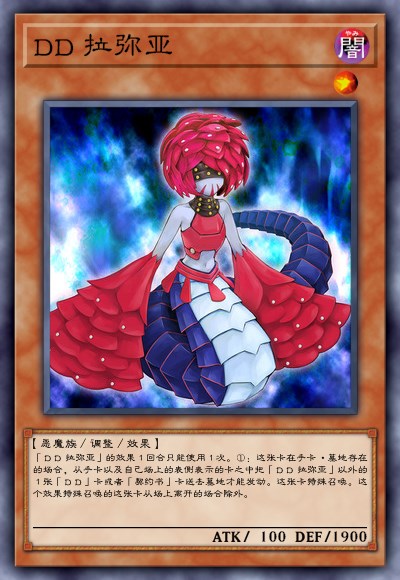 DD 拉弥亚
やみ
闇
【恶魔族／调整／效果】
「DD 拉弥亚」的效果1回合只能使用1次。①：这张卡在手卡·墓地存在
的场合，从手卡以及自己场上的表侧表示的卡之中把「DD 拉弥亚」以外的
1张「DD」卡或者「契约书」卡送去墓地才能发动。这张卡特殊召唤。这
个效果特殊召唤的这张卡从场上离开的场合除外。
ATK/ 100 DEF/1900